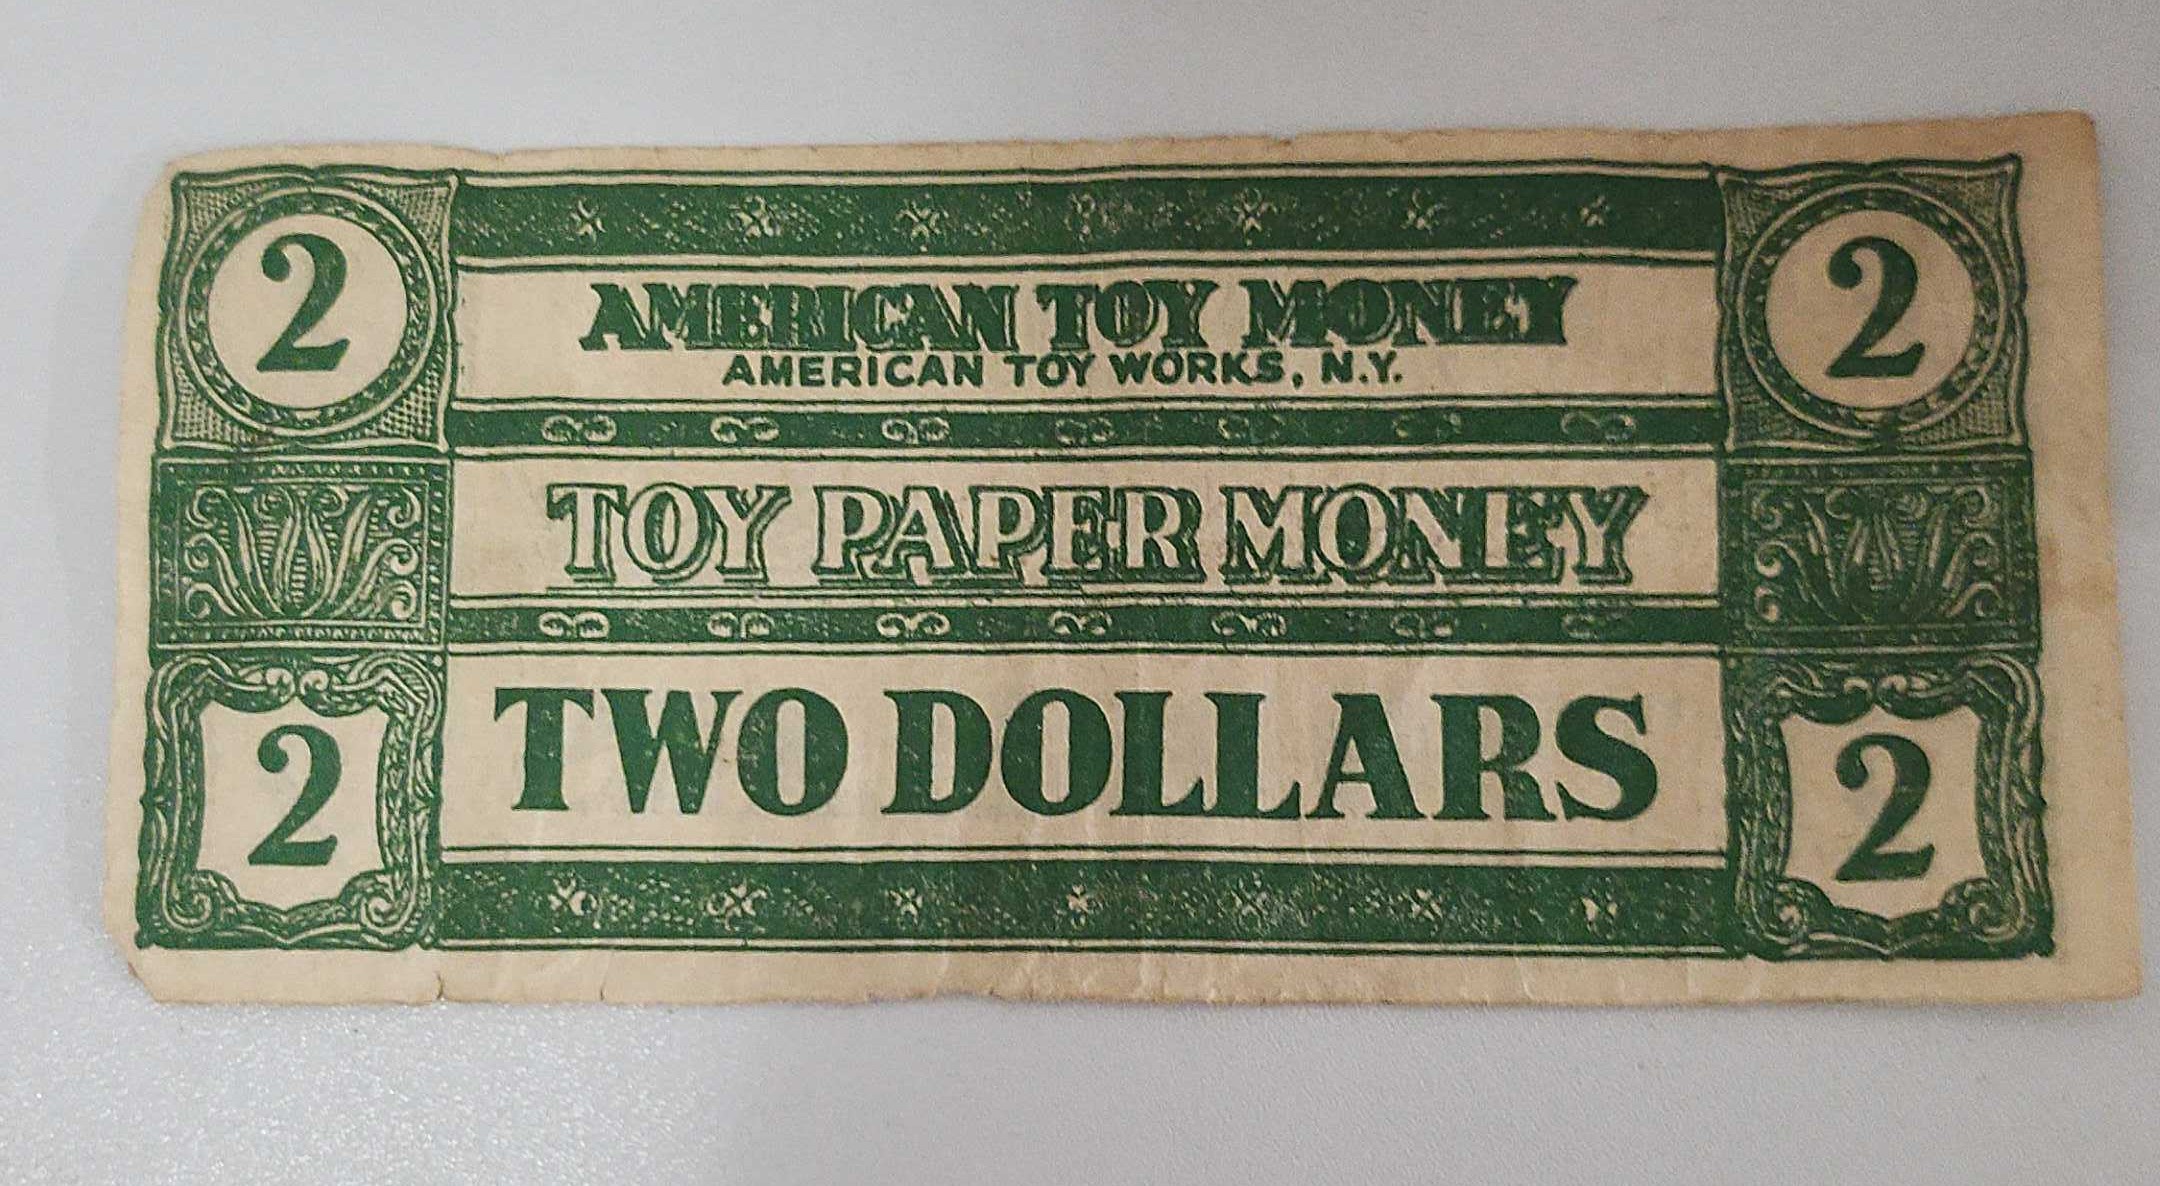 2 2
AMERICAN TOY MONEY
AMERICAN TOY WORKS, N.Y.
TOY PAPER MONEY
TWO DOLLARS
2 2